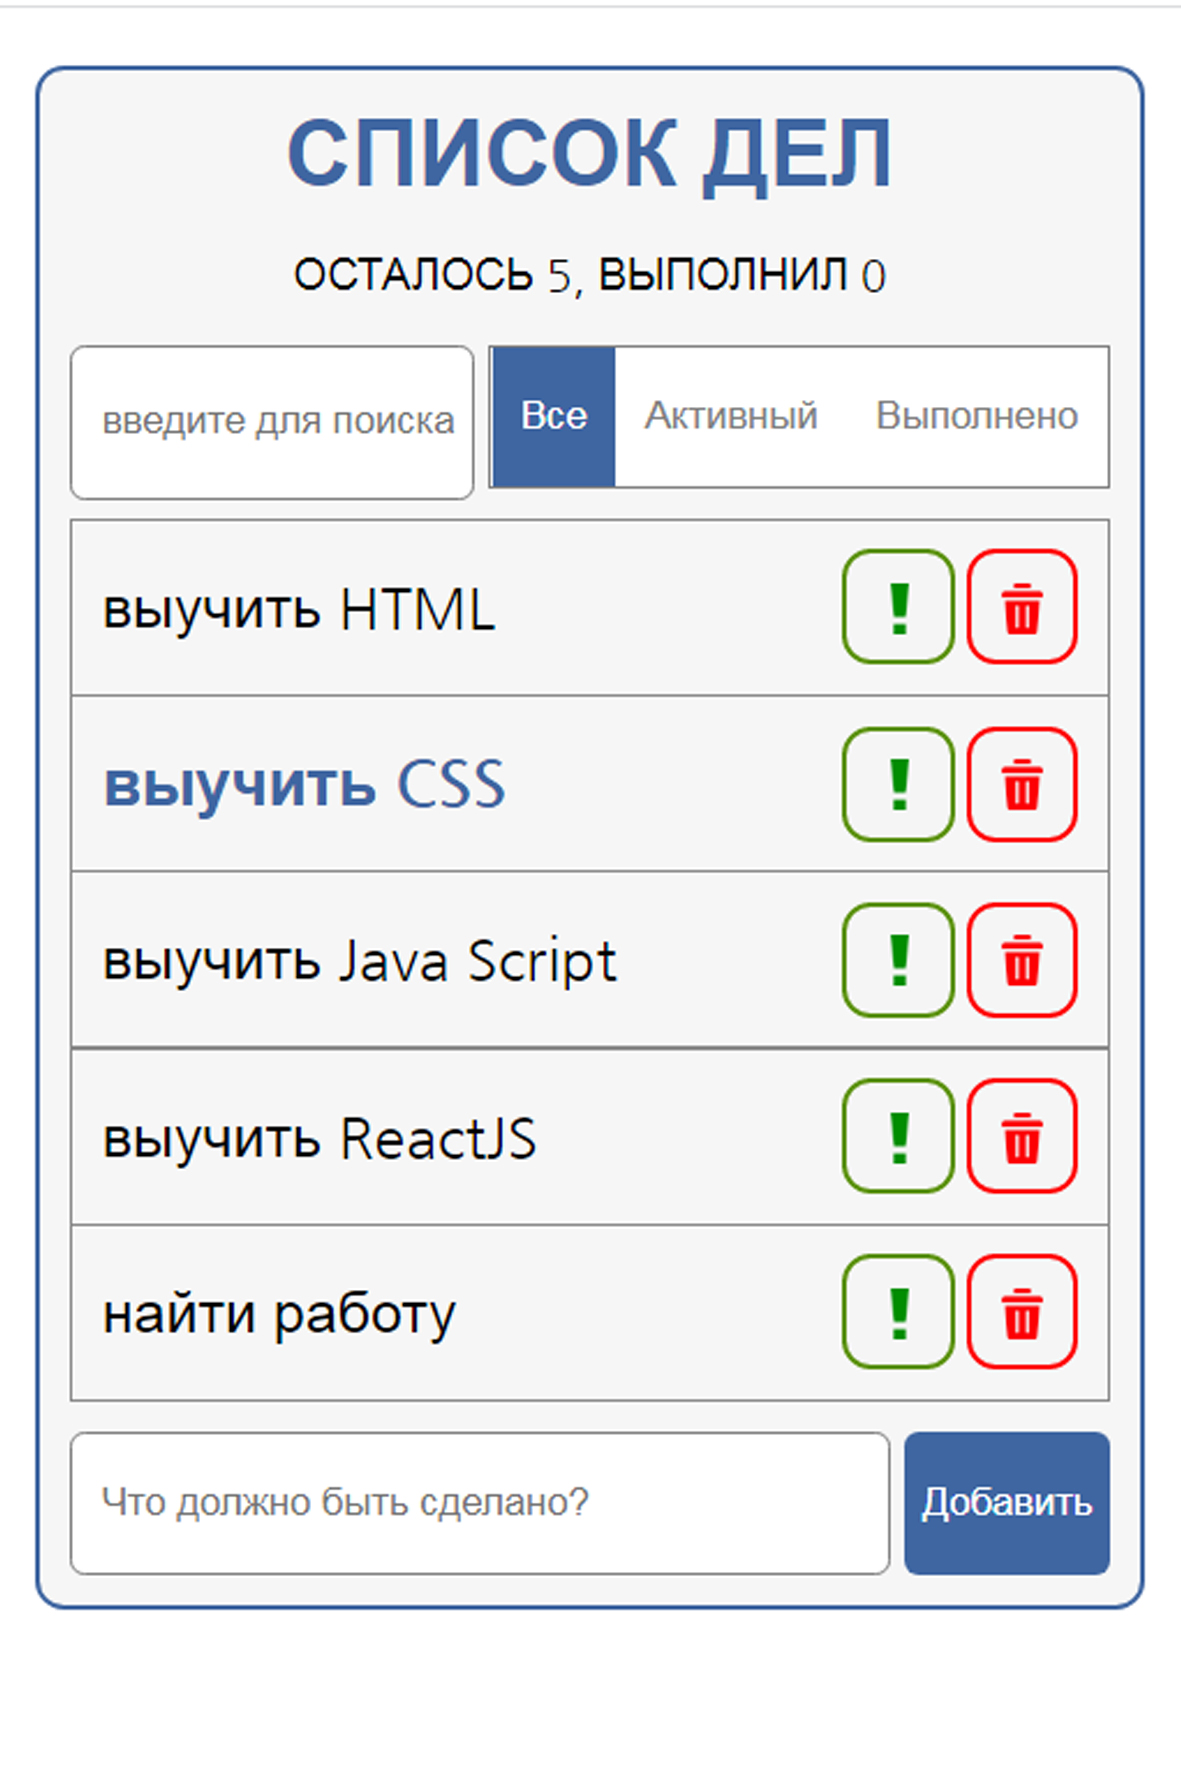 СПИСОК ДЕЛ
ОСТАЛОСЬ 5, ВЫПОЛНИЛ 0
введите для поиска Все Активный Выполнено
выучить HTML
выучить CSS
выучить Java Script
выучить ReactJS
найти работу
Что должно быть сделано? Добавить